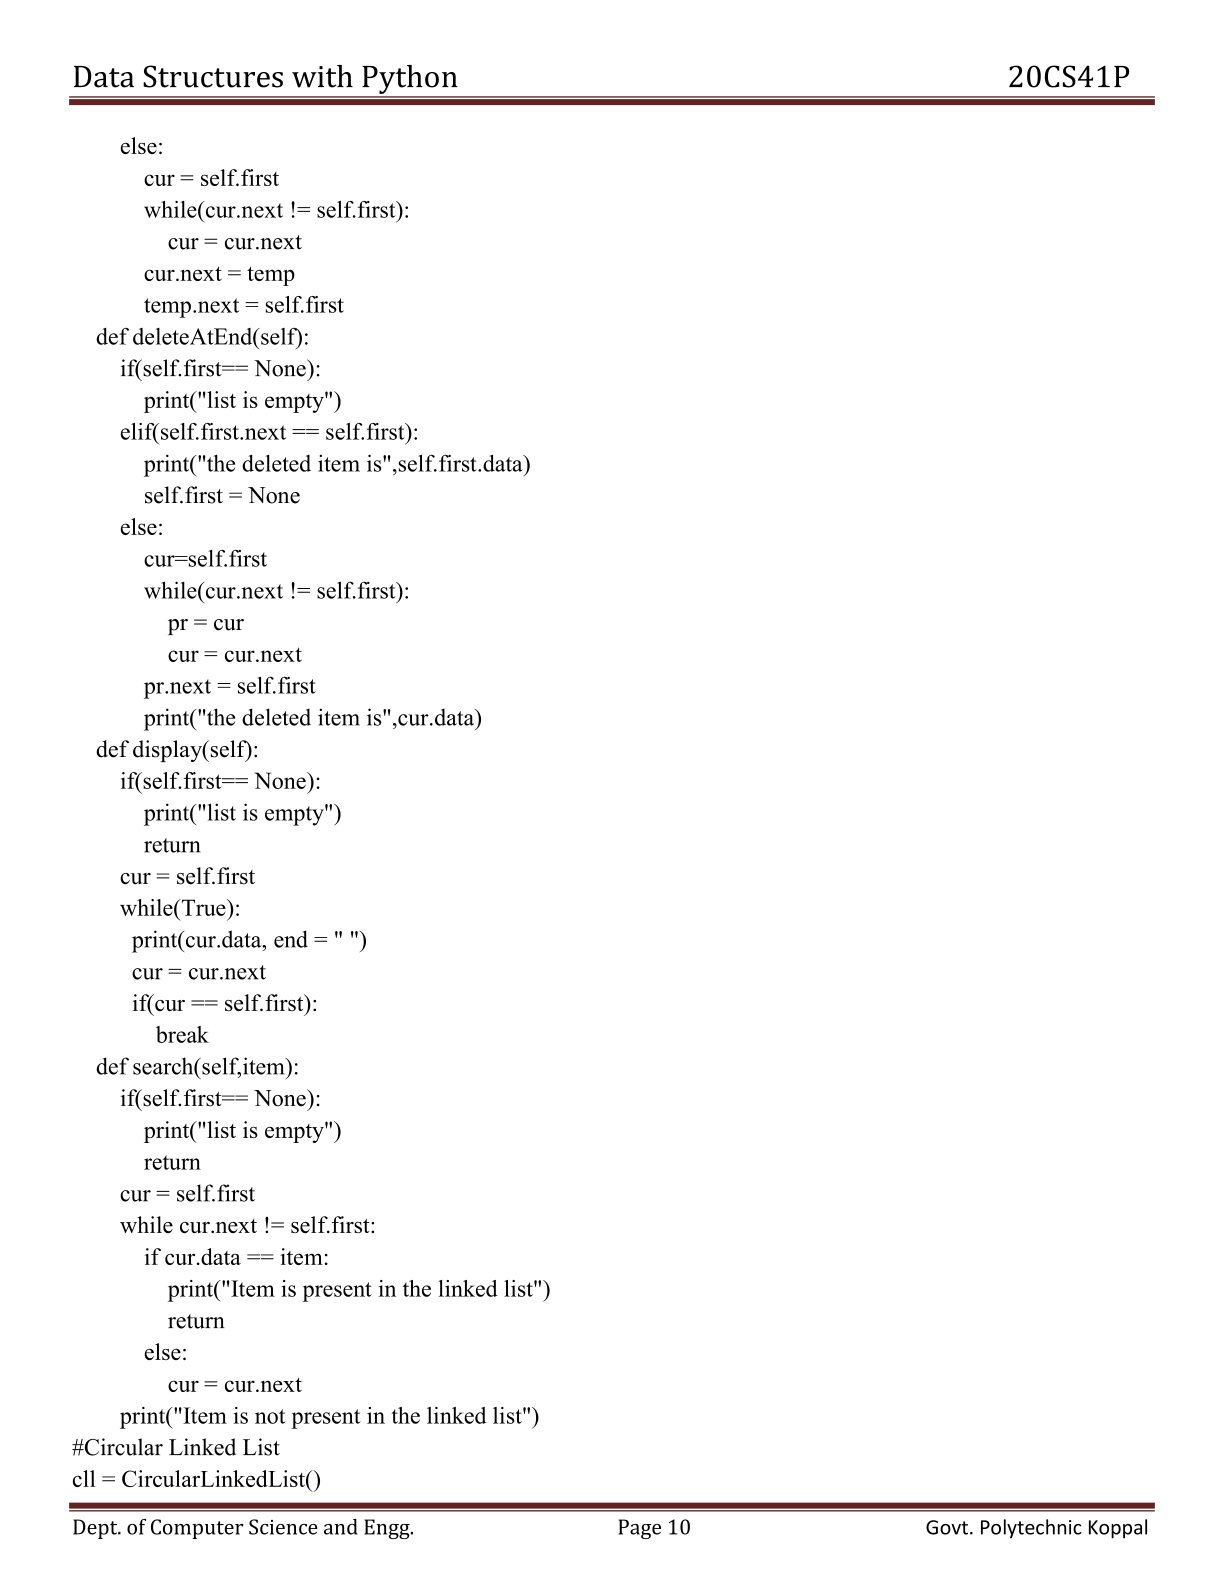 Data Structures with Python 20CS41P
else:
cur = self.first
while(cur.next != self.first):
cur = cur.next
cur.next = temp
temp.next = self.first
def deleteAtEnd(self):
if(self.first== None):
print("list is empty")
elif(self.first.next == self.first):
print("the deleted item is",self.first.data)
self.first = None
else:
cur=self.first
while(cur.next != self.first):
pr = cur
cur = cur.next
pr.next = self.first
print("the deleted item is",cur.data)
def display(self):
if(self.first== None):
print("list is empty")
return
cur = self.first
while(True):
print(cur.data, end = " ")
cur = cur.next
if(cur == self.first):
break
def search(self,item):
if(self.first== None):
print("list is empty")
return
cur = self.first
while cur.next != self.first:
if cur.data == item:
print("Item is present in the linked list")
return
else:
cur = cur.next
print("Item is not present in the linked list")
#Circular Linked List
cll = CircularLinkedList()
Dept. of Computer Science and Engg. Page 10 Govt. Polytechnic Koppal